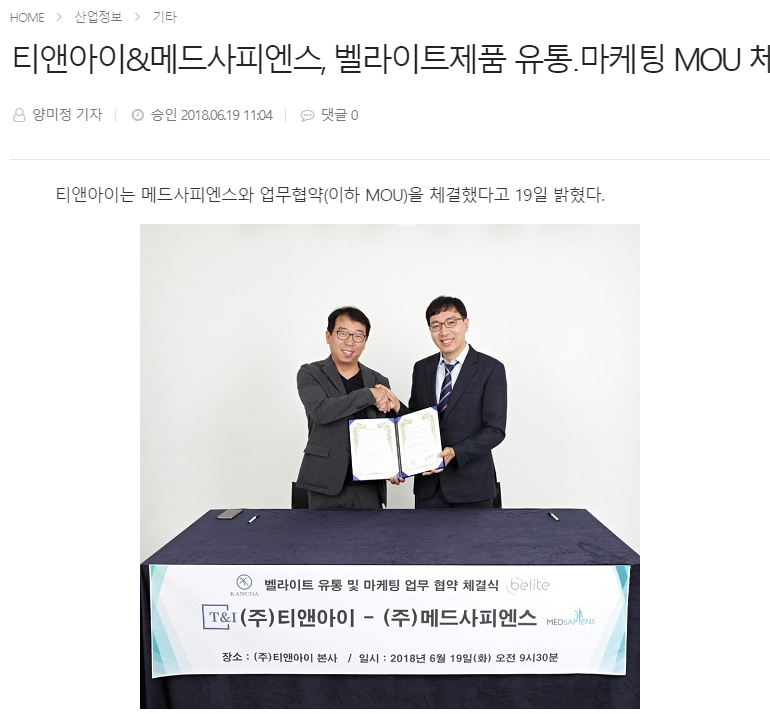 HOME > 산업정보 > 기타
티앤아이&메드사피엔스, 벨라이트제품 유통.마케팅 MOU 체
양미정 기자 | 승인 2018.06.19 11:04 | 댓글 0
티앤아이는 메드사피엔스와 업무협약(이하 MOU)을 체결했다고 19일 밝혔다.
KANUDA 벨라이트 유통 및 마케팅 업무 협약 체결식 belite
T&I (주)티앤아이 - (주)메드사피엔스 MEDSAPIENS
장소 : (주)티앤아이 본사 / 일시 : 2018년 6월 19일(화) 오전 9시30분